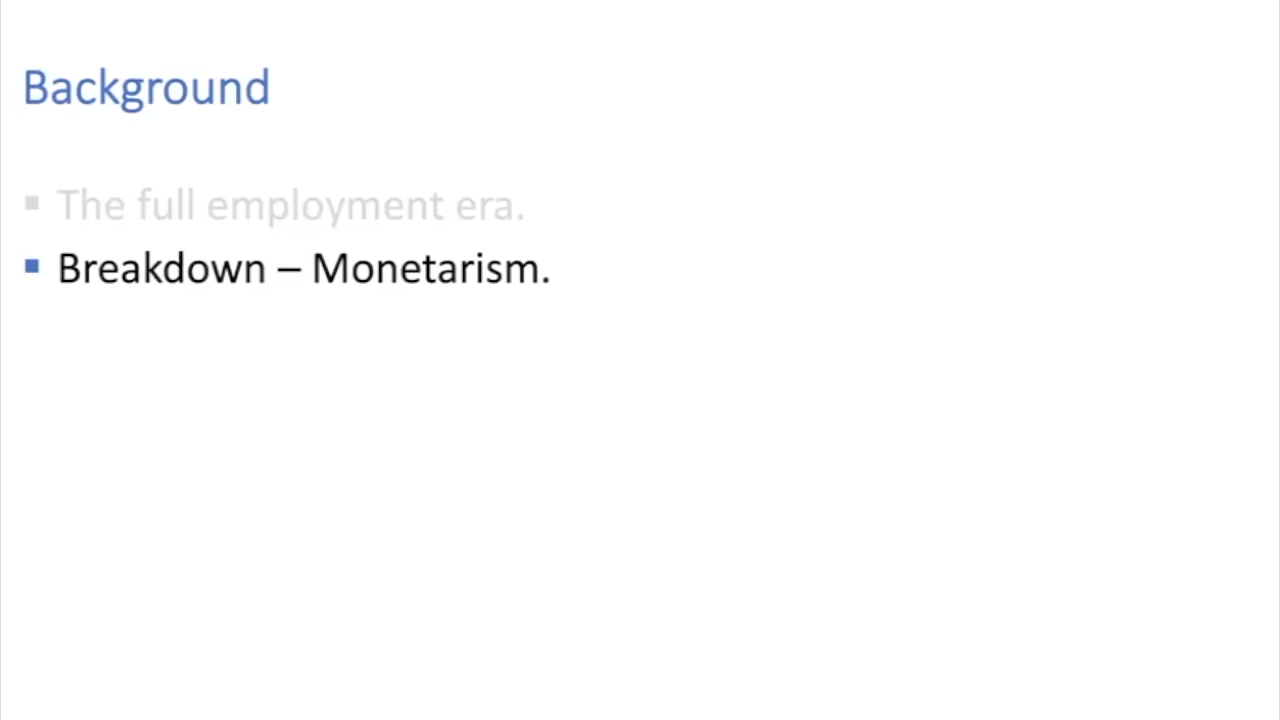 Background
▪ The full employment era.
▪ Breakdown – Monetarism.